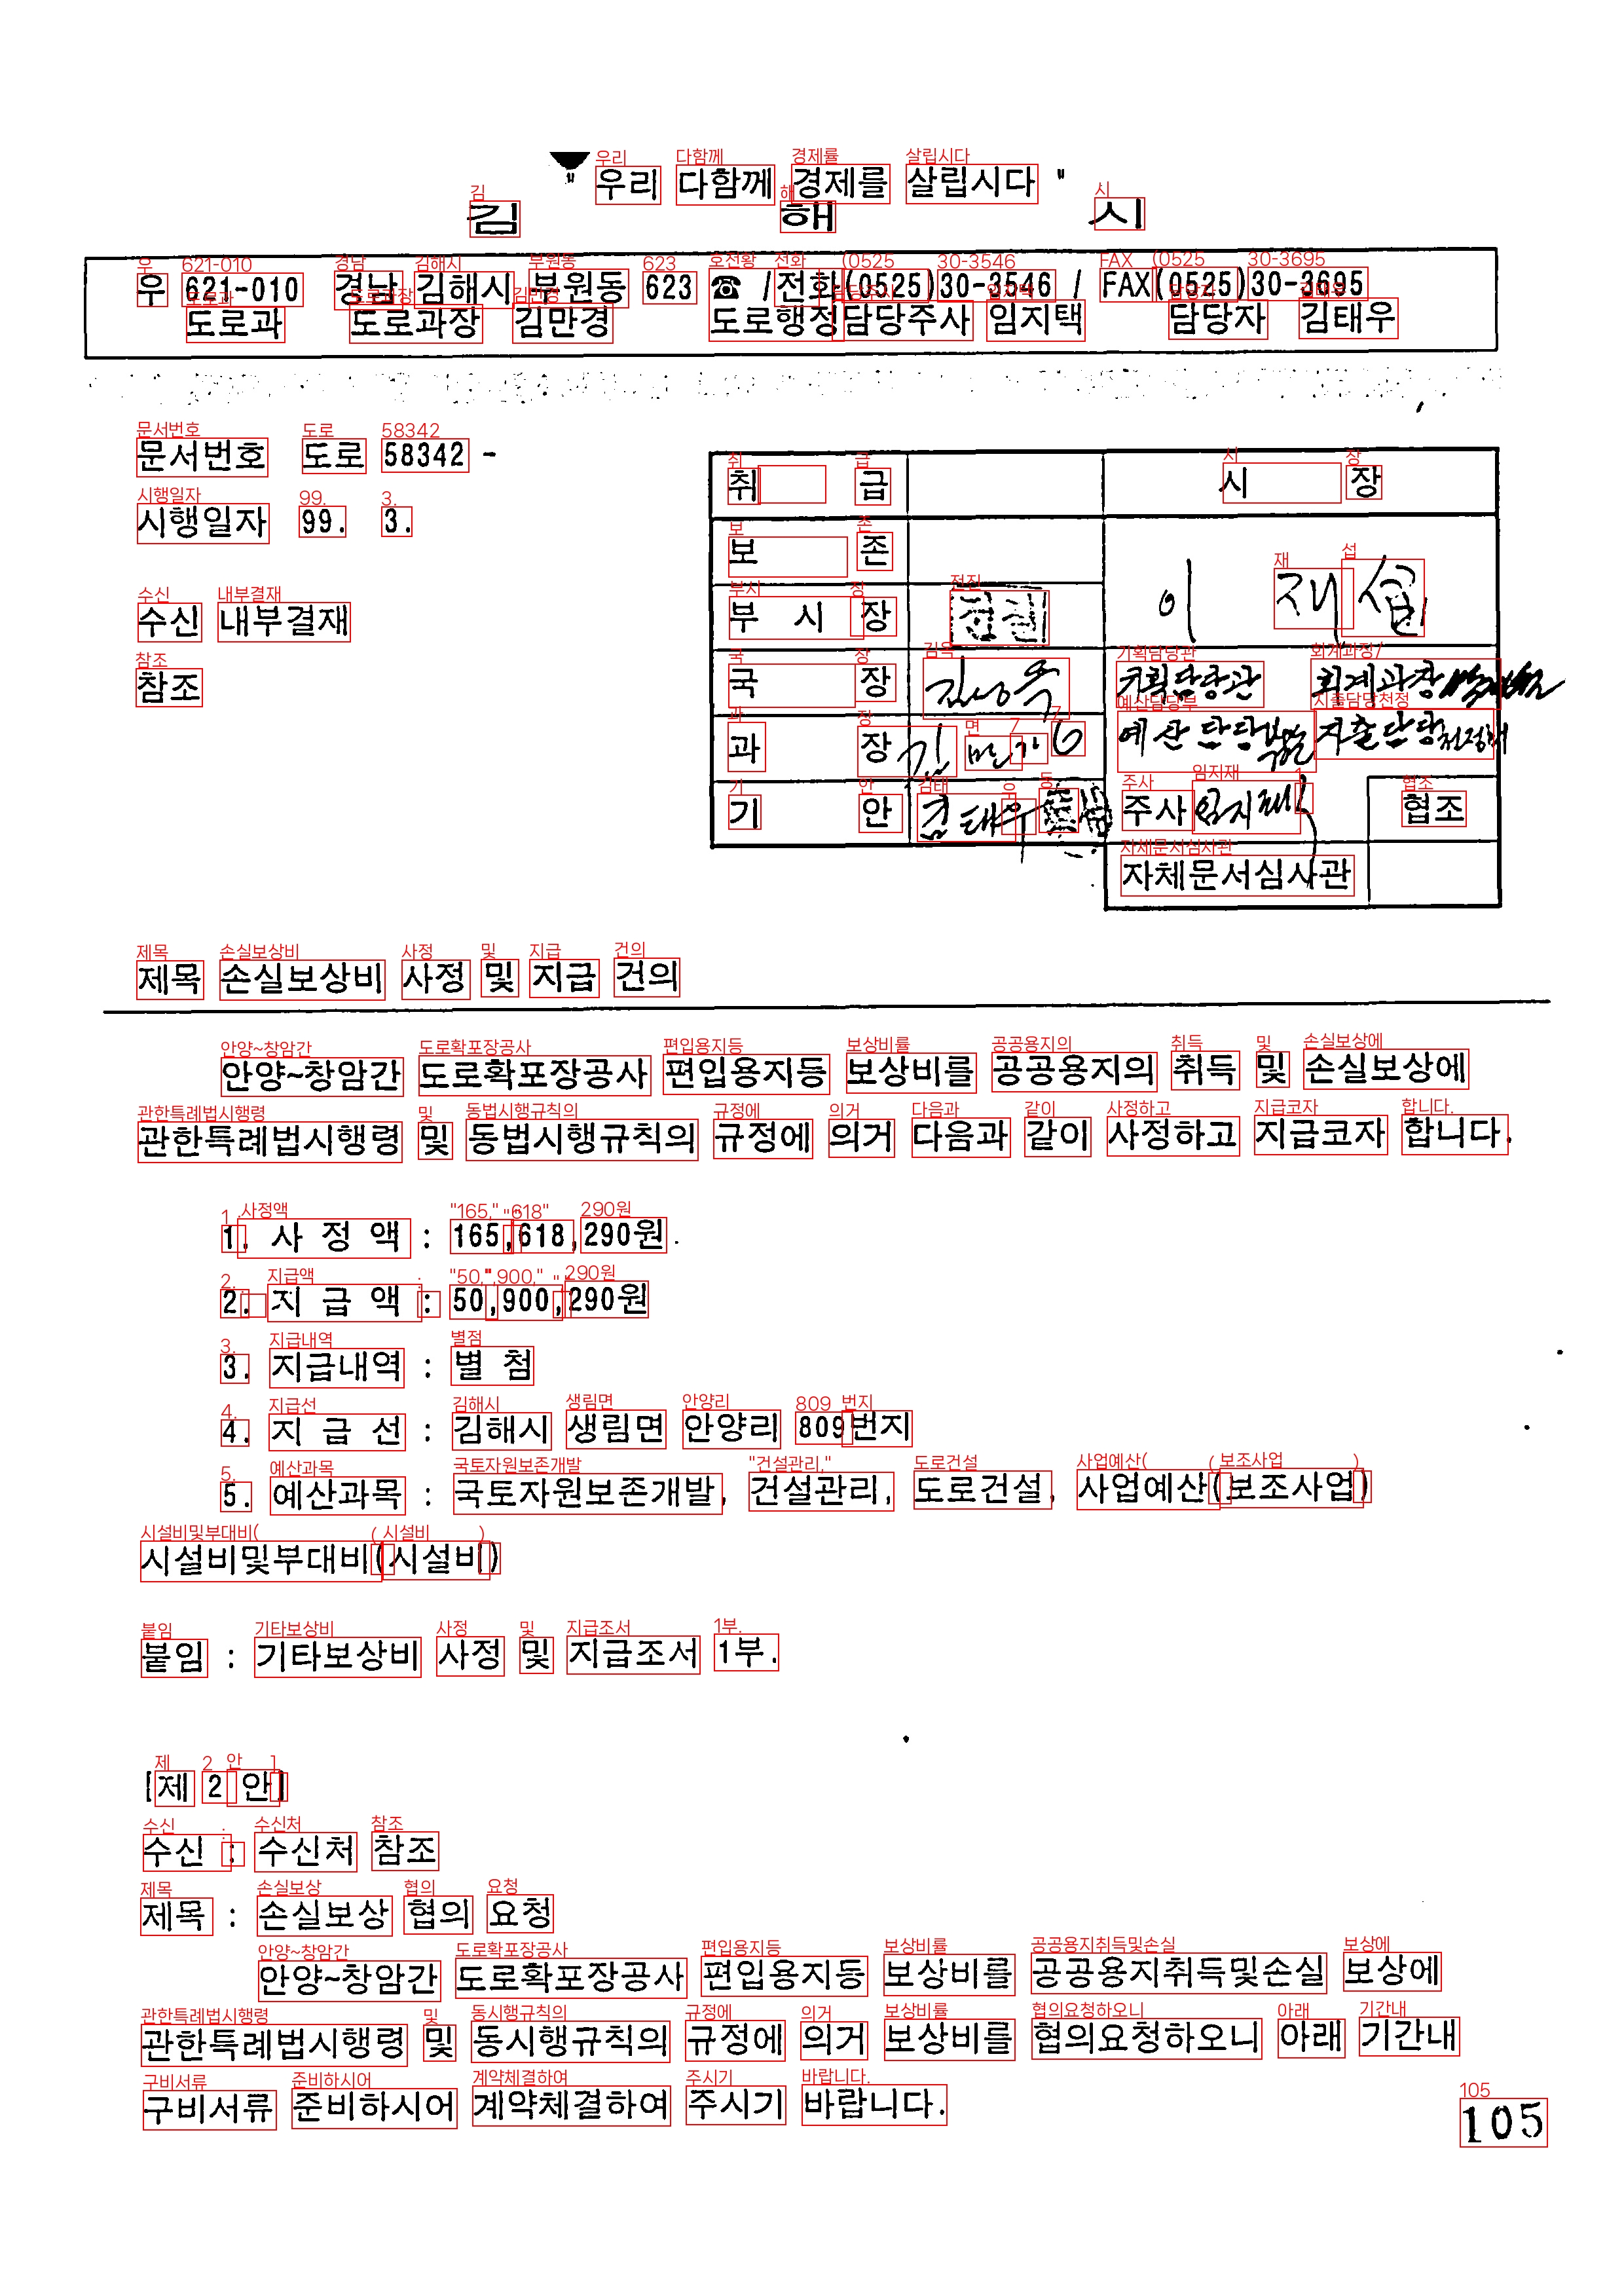 " 우리 다함께 경제를 살립시다 "
김 해 시
우 621-010 경남 김해시 부원동 623 ☎ /전화(0525)30-3546 / FAX(0525)30-3695
도로과 도로과장 김만경 도로행정담당주사 임지택 담당자 김태우
문서번호 도로 58342 -
시행일자 99. 3.
수신 내부결재
참조
취 급 시 장
보 존
부 시 장 이 재 섭
국 장 기획담당관 회계과장
과 장 예산담당 지출담당
기 안 김태우 주사 협조
자체문서심사관
제목 손실보상비 사정 및 지급 건의
안양~창암간 도로확포장공사 편입용지등 보상비를 공공용지의 취득 및 손실보상에
관한특례법시행령 및 동법시행규칙의 규정에 의거 다음과 같이 사정하고 지급코자 합니다.
1. 사 정 액 : 165,618,290원.
2. 지 급 액 : 50,900,290원
3. 지급내역 : 별 첨
4. 지 급 선 : 김해시 생림면 안양리 809번지
5. 예산과목 : 국토자원보존개발, 건설관리, 도로건설, 사업예산(보조사업)
시설비및부대비(시설비)
붙임 : 기타보상비 사정 및 지급조서 1부.
[제 2 안]
수신 : 수신처 참조
제목 : 손실보상 협의 요청
안양~창암간 도로확포장공사 편입용지등 보상비를 공공용지취득및손실 보상에
관한특례법시행령 및 동시행규칙의 규정에 의거 보상비를 협의요청하오니 아래 기간내
구비서류 준비하시어 계약체결하여 주시기 바랍니다.
105